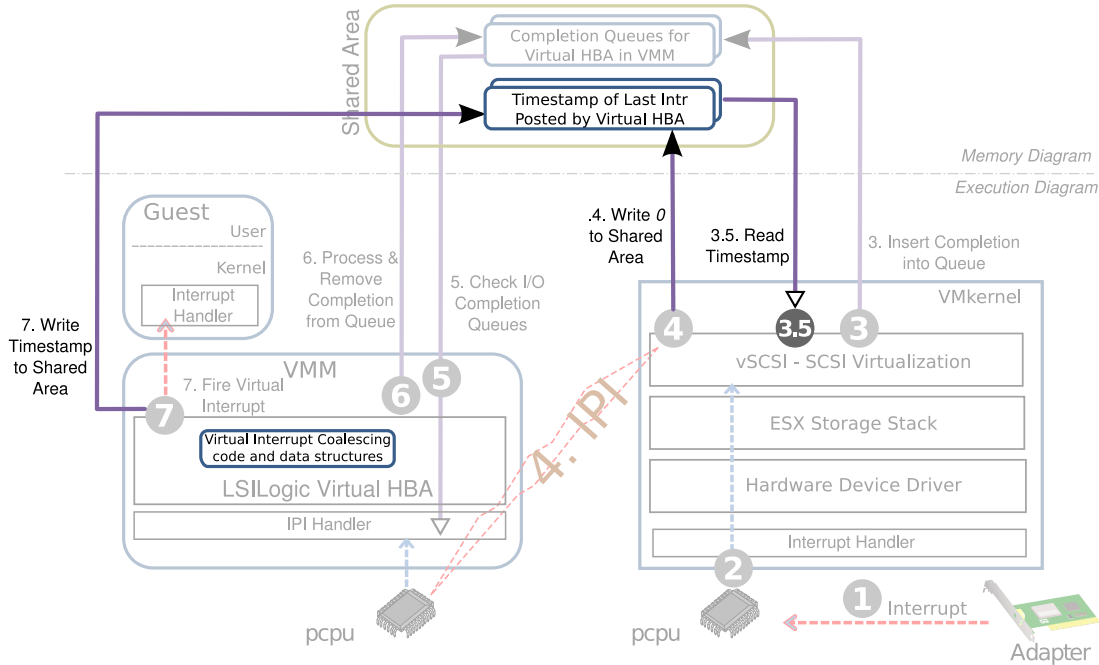 Shared Area
Completion Queues for
Virtual HBA in VMM
Timestamp of Last Intr
Posted by Virtual HBA
Memory Diagram
Execution Diagram
Guest
User
Kernel
Interrupt
Handler
6. Process &
Remove
Completion
from Queue
5. Check I/O
Completion
Queues
.4. Write 0
to Shared
Area
3.5. Read
Timestamp
3. Insert Completion
into Queue
7. Write
Timestamp
to Shared
Area
VMM
7. Fire Virtual
Interrupt
7
6
5
Virtual Interrupt Coalescing
code and data structures
LSILogic Virtual HBA
IPI Handler
4. IPI
VMkernel
4
3.5
3
vSCSI - SCSI Virtualization
ESX Storage Stack
Hardware Device Driver
Interrupt Handler
2
1
Interrupt
pcpu
pcpu
Adapter